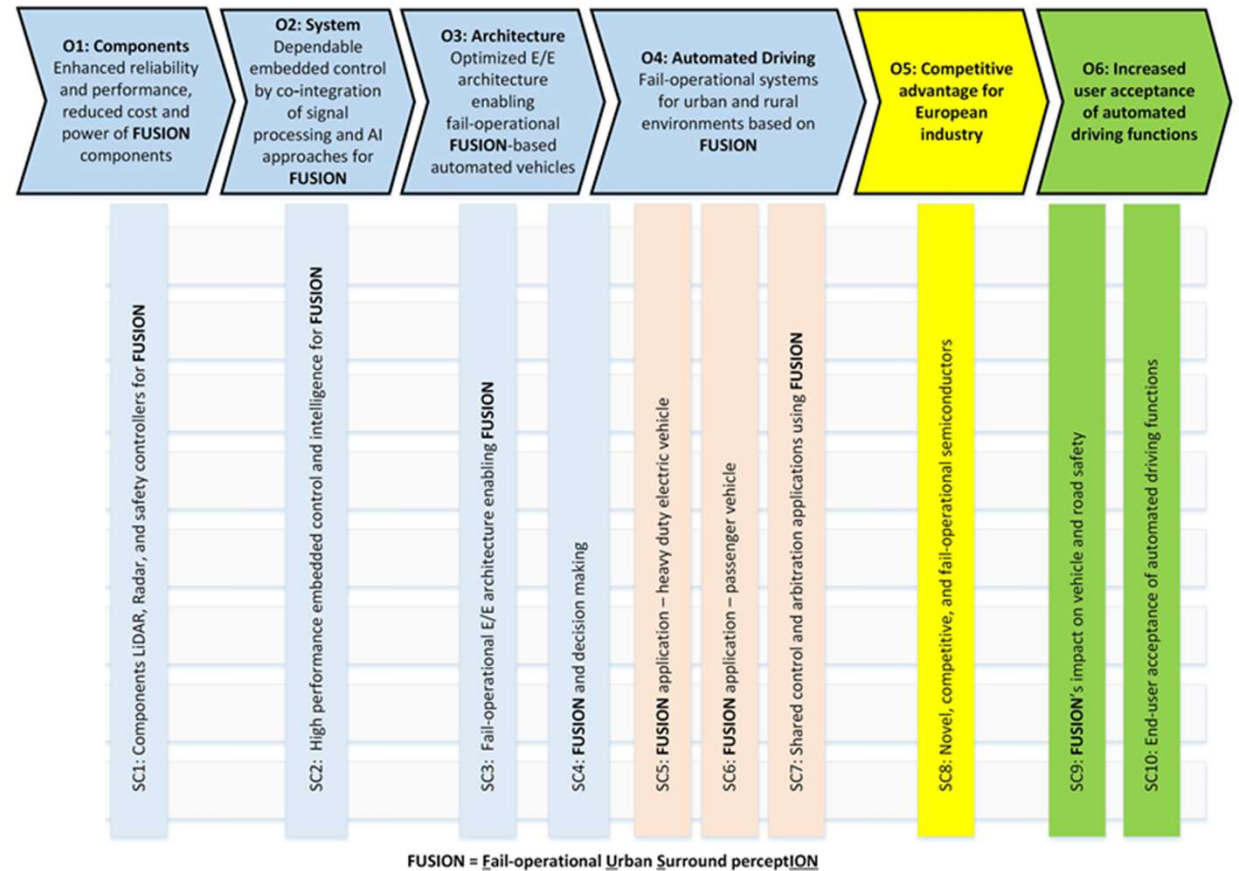 O1: Components
Enhanced reliability
and performance,
reduced cost and
power of FUSION
components
O2: System
Dependable
embedded control
by co-integration
of signal
processing and AI
approaches for
FUSION
O3: Architecture
Optimized E/E
architecture
enabling
fail-operational
FUSION-based
automated vehicles
O4: Automated Driving
Fail-operational systems
for urban and rural
environments based on
FUSION
O5: Competitive
advantage for
European
industry
O6: Increased
user acceptance
of automated
driving functions
SC1: Components LiDAR, Radar, and safety controllers for FUSION
SC2: High performance embedded control and intelligence for FUSION
SC3: Fail-operational E/E architecture enabling FUSION
SC4: FUSION and decision making
SC5: FUSION application – heavy duty electric vehicle
SC6: FUSION application – passenger vehicle
SC7: Shared control and arbitration applications using FUSION
SC8: Novel, competitive, and fail-operational semiconductors
SC9: FUSION's impact on vehicle and road safety
SC10: End-user acceptance of automated driving functions
FUSION = Fail-operational Urban Surround perceptION